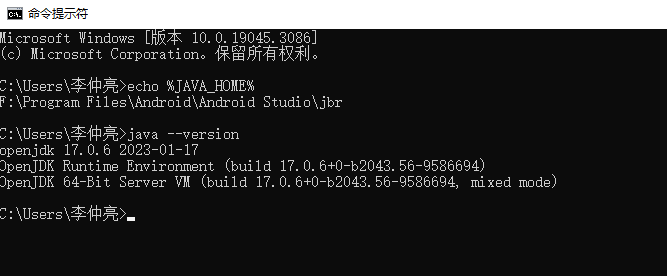 命令提示符
Microsoft Windows [版本 10.0.19045.3086]
(c) Microsoft Corporation。保留所有权利。
C:\Users\李仲亮>echo %JAVA_HOME%
F:\Program Files\Android\Android Studio\jbr
C:\Users\李仲亮>java --version
openjdk 17.0.6 2023-01-17
OpenJDK Runtime Environment (build 17.0.6+0-b2043.56-9586694)
OpenJDK 64-Bit Server VM (build 17.0.6+0-b2043.56-9586694, mixed mode)
C:\Users\李仲亮>